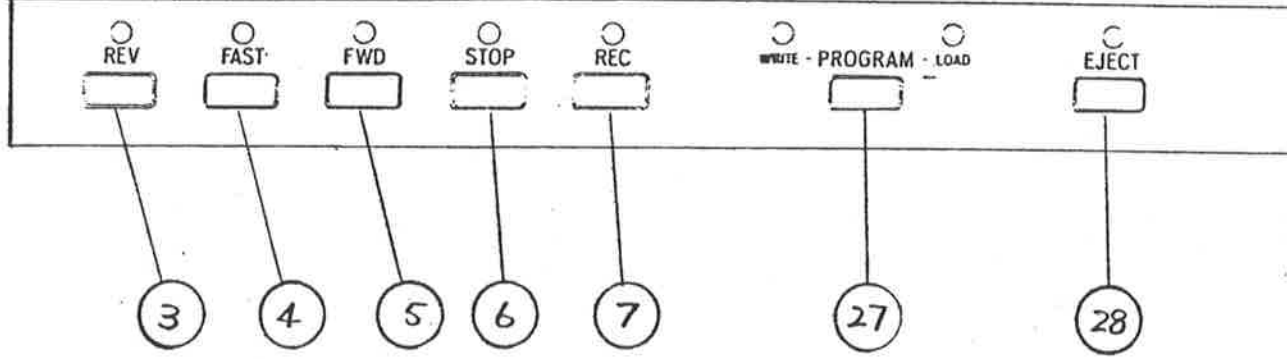 REV FAST FWD STOP REC WRITE - PROGRAM - LOAD EJECT
3 4 5 6 7 27 28